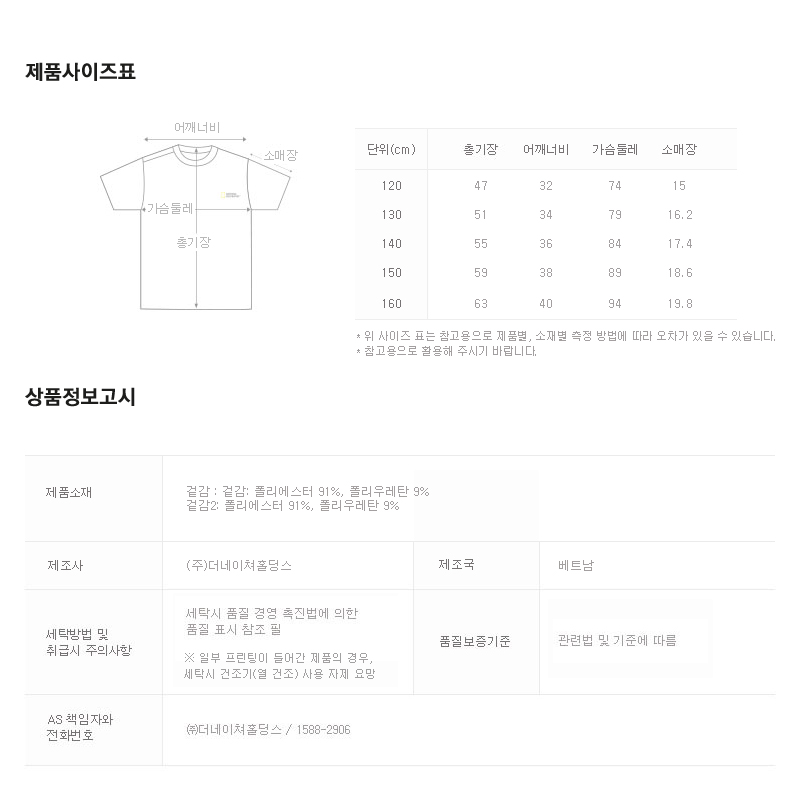 제품사이즈표
어깨너비
소매장
가슴둘레
총기장
단위(cm) 총기장 어깨너비 가슴둘레 소매장
120 47 32 74 15
130 51 34 79 16.2
140 55 36 84 17.4
150 59 38 89 18.6
160 63 40 94 19.8
* 위 사이즈 표는 참고용으로 제품별, 소재별 측정 방법에 따라 오차가 있을 수 있습니다.
* 참고용으로 활용해 주시기 바랍니다.
상품정보고시
제품소재
겉감 : 겉감: 폴리에스터 91%, 폴리우레탄 9%
겉감2: 폴리에스터 91%, 폴리우레탄 9%
제조사 (주)더네이쳐홀딩스 제조국 베트남
세탁방법 및
취급시 주의사항
세탁시 품질 경영 촉진법에 의한
품질 표시 참조 필
※ 일부 프린팅이 들어간 제품의 경우,
세탁시 건조기(열 건조) 사용 자제 요망
품질보증기준 관련법 및 기준에 따름
AS 책임자와
전화번호
㈜더네이쳐홀딩스 / 1588-2906